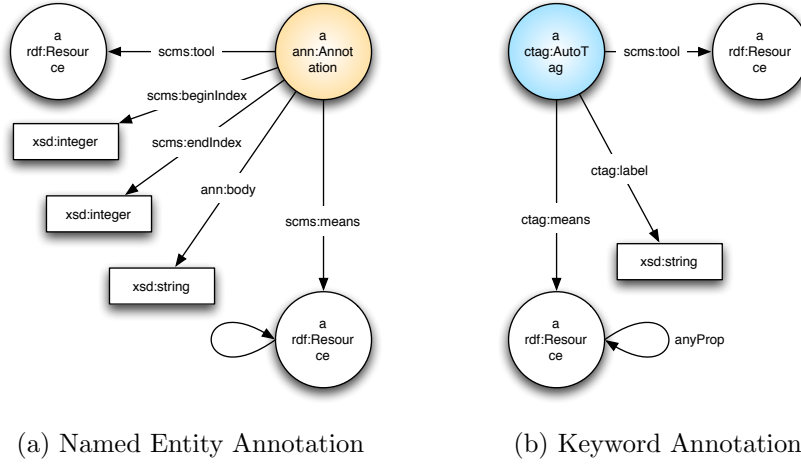 a
rdf:Resour
ce
scms:tool
a
ann:Annot
ation
scms:beginIndex
xsd:integer
scms:endIndex
xsd:integer
ann:body
xsd:string
scms:means
a
rdf:Resour
ce
(a) Named Entity Annotation
a
ctag:AutoT
ag
scms:tool
a
rdf:Resour
ce
ctag:label
ctag:means
xsd:string
a
rdf:Resour
ce
anyProp
(b) Keyword Annotation